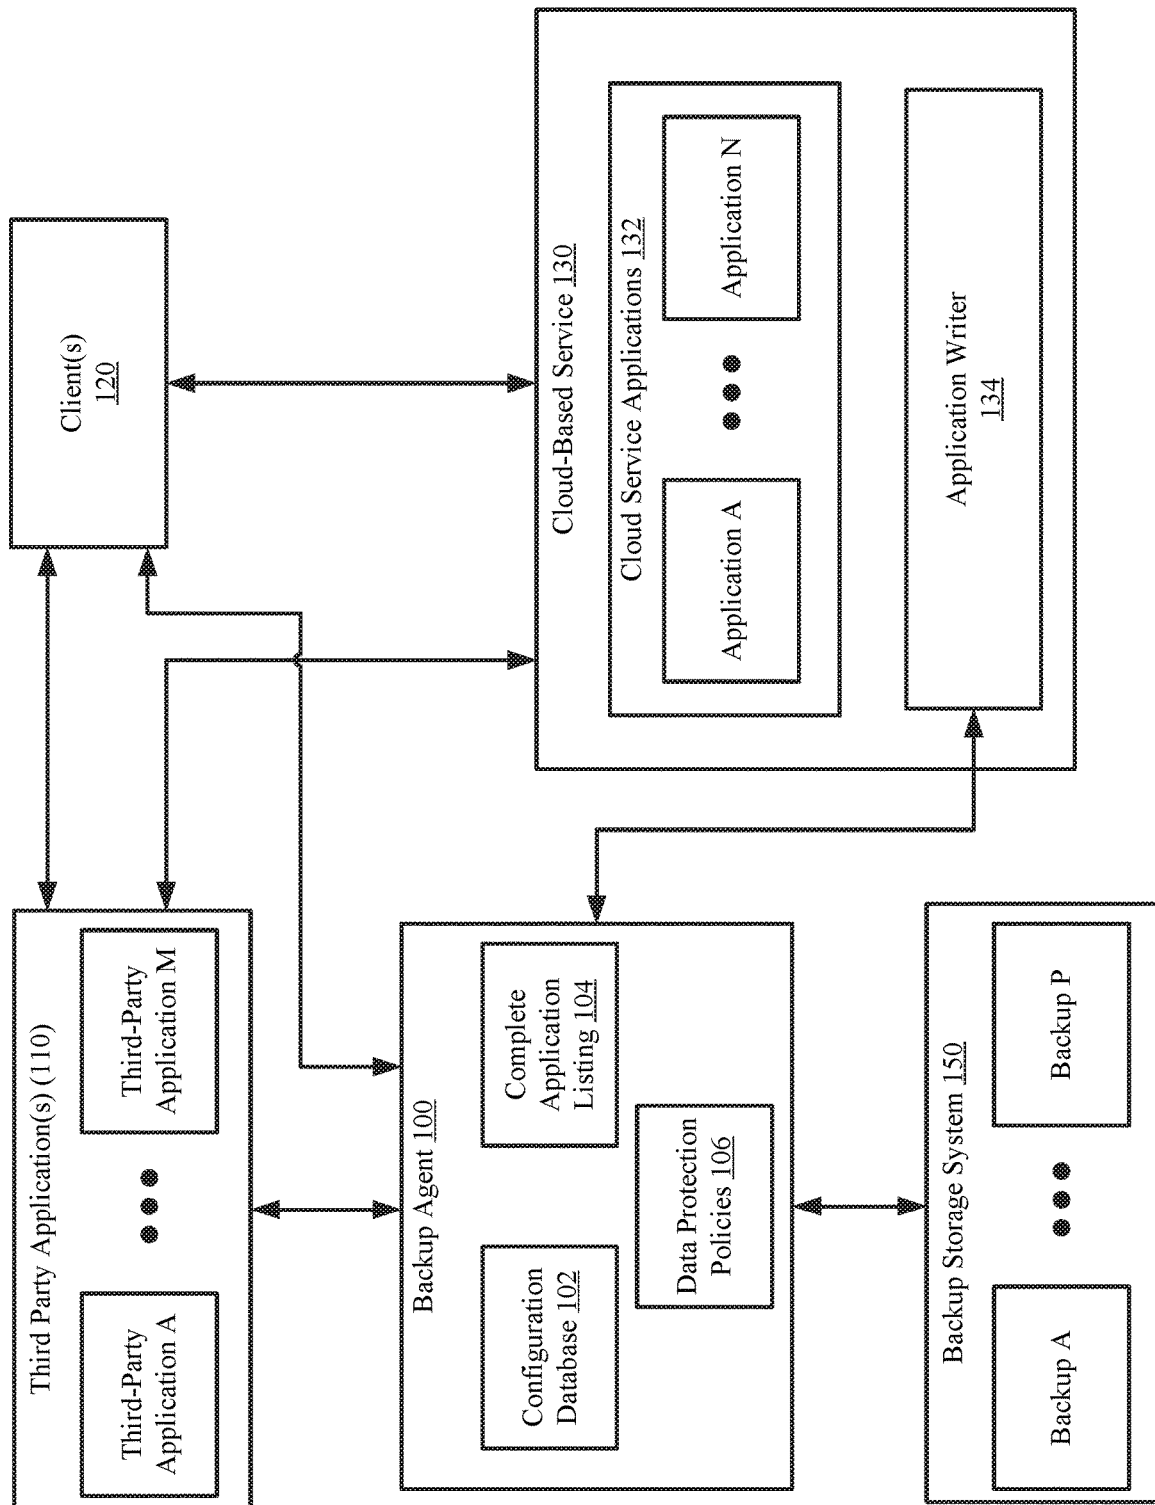 Third Party Application(s) (110)
Third-Party
Application A
Third-Party
Application M
Client(s)
120
Backup Agent 100
Configuration
Database 102
Complete
Application
Listing 104
Data Protection
Policies 106
Cloud-Based Service 130
Cloud Service Applications 132
Application A
Application N
Application Writer
134
Backup Storage System 150
Backup A
Backup P